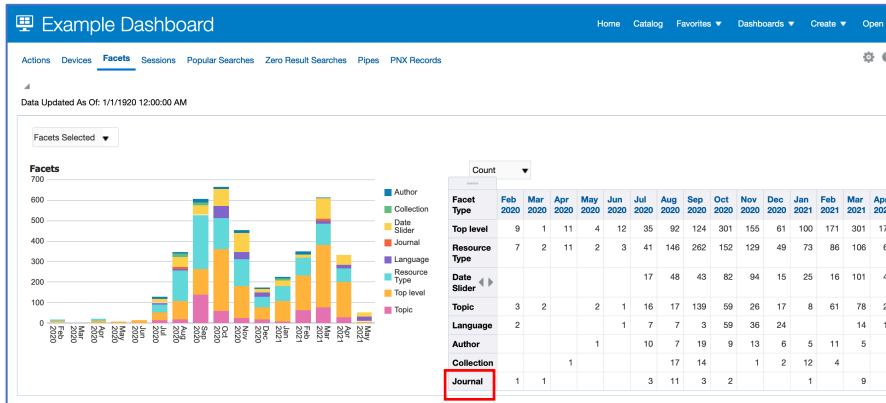 Example Dashboard
Home Catalog Favorites Dashboards Create Open
Actions Devices Facets Sessions Popular Searches Zero Result Searches Pipes PNX Records
Data Updated As Of: 1/1/1920 12:00:00 AM
Facets Selected
Facets
700
600
500
400
300
200
100
0
Feb 2020
Mar 2020
Apr 2020
May 2020
Jun 2020
Jul 2020
Aug 2020
Sep 2020
Oct 2020
Nov 2020
Dec 2020
Jan 2021
Feb 2021
Mar 2021
Apr 2021
May 2021
Author
Collection
Date
Slider
Journal
Language
Resource
Type
Top level
Topic
Count
Facet Feb Mar Apr May Jun Jul Aug Sep Oct Nov Dec Jan Feb Mar
Type 2020 2020 2020 2020 2020 2020 2020 2020 2020 2020 2020 2021 2021 2021
Top level 9 1 11 4 12 35 92 124 301 155 61 100 171 301
Resource 7 2 11 2 3 41 146 262 152 129 49 73 86 106
Type
Date 17 48 43 82 94 15 25 16 101
Slider
Topic 3 2 2 1 16 17 139 59 26 17 8 61 78
Language 2 1 7 7 3 59 36 24 14
Author 1 10 7 19 9 13 6 5 11 5
Collection 1 17 14 1 2 12 4
Journal 1 1 3 11 3 2 1 9